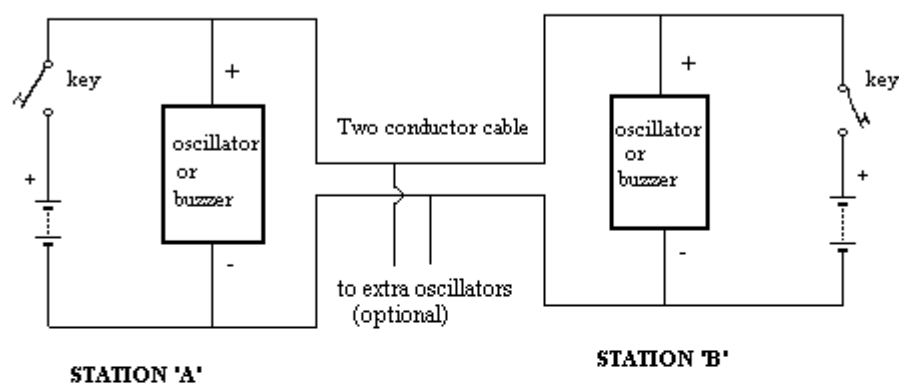 key
+
oscillator
or
buzzer
+
-
Two conductor cable
to extra oscillators
(optional)
+
oscillator
or
buzzer
-
key
+
STATION 'A'
STATION 'B'